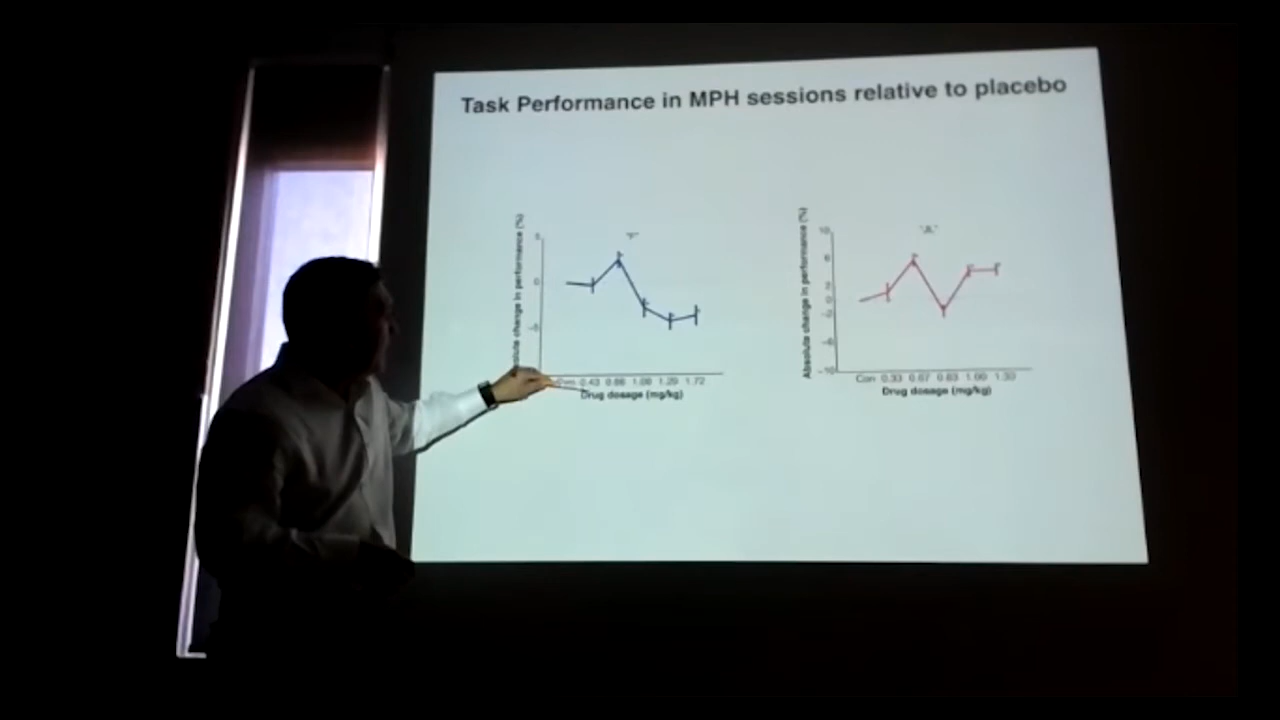 Task Performance in MPH sessions relative to placebo
change in performance (%)
5
0
-5
0.43 0.86 1.08 1.29 1.72
Drug dosage (mg/kg)
Absolute change in performance (%)
"A"
10
6
2
0
-2
-6
-10
Con 0.33 0.67 0.83 1.00 1.33
Drug dosage (mg/kg)